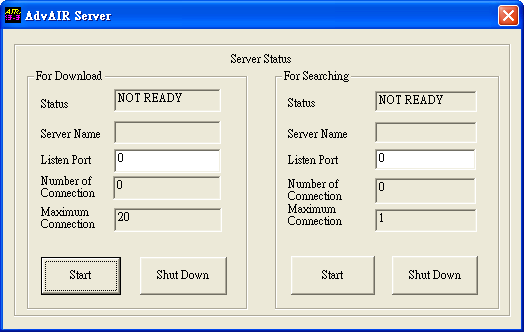 AdvAIR Server
Server Status
For Download
Status NOT READY
Server Name
Listen Port 0
Number of
Connection 0
Maximum
Connection 20
Start Shut Down
For Searching
Status NOT READY
Server Name
Listen Port 0
Number of
Connection 0
Maximum
Connection 1
Start Shut Down